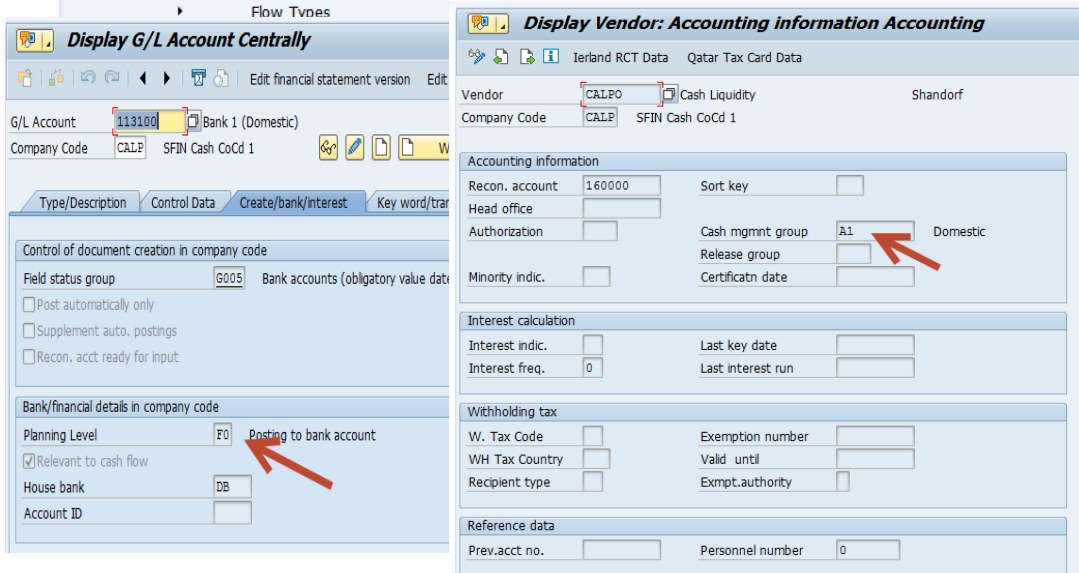 Flow Types
Display G/L Account Centrally
Edit financial statement version Edit
G/L Account 113100 Bank 1 (Domestic)
Company Code CALP SFIN Cash CoCd 1
W
Type/Description Control Data Create/bank/interest Key word/tran
Control of document creation in company code
Field status group G005 Bank accounts (obligatory value date
Post automatically only
Supplement auto. postings
Recon. acct ready for input
Bank/financial details in company code
Planning Level F0 Posting to bank account
Relevant to cash flow
House bank DB
Account ID
Display Vendor: Accounting information Accounting
Ierland RCT Data Qatar Tax Card Data
Vendor CALPO Cash Liquidity Shandorf
Company Code CALP SFIN Cash CoCd 1
Accounting information
Recon. account 160000 Sort key
Head office
Authorization Cash mgmnt group A1 Domestic
Release group
Minority indic. Certificatn date
Interest calculation
Interest indic. Last key date
Interest freq. 0 Last interest run
Withholding tax
W. Tax Code Exemption number
WH Tax Country Valid until
Recipient type Exmpt.authority
Reference data
Prev.acct no. Personnel number 0